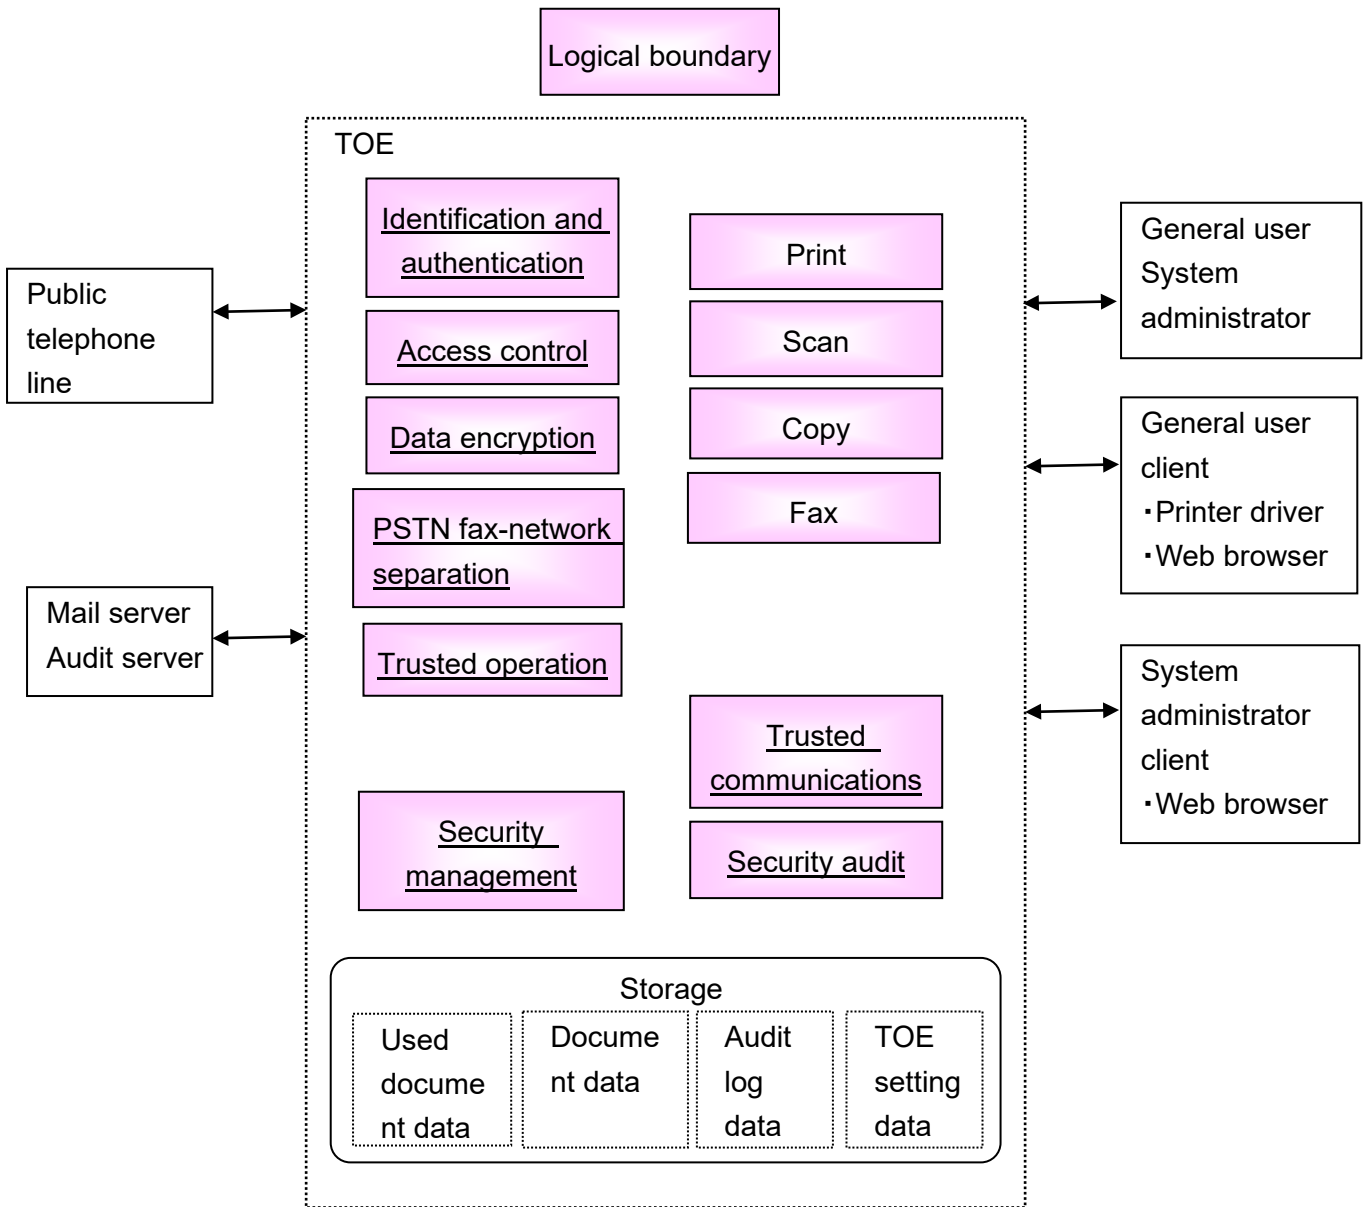 Logical boundary
TOE
Identification and
authentication
Access control
Data encryption
PSTN fax-network
separation
Trusted operation
Security
management
Print
Scan
Copy
Fax
Trusted
communications
Security audit
Public
telephone
line
Mail server
Audit server
General user
System
administrator
General user
client
・Printer driver
・Web browser
System
administrator
client
・Web browser
Storage
Used
docume
nt data
Docume
nt data
Audit
log
data
TOE
setting
data